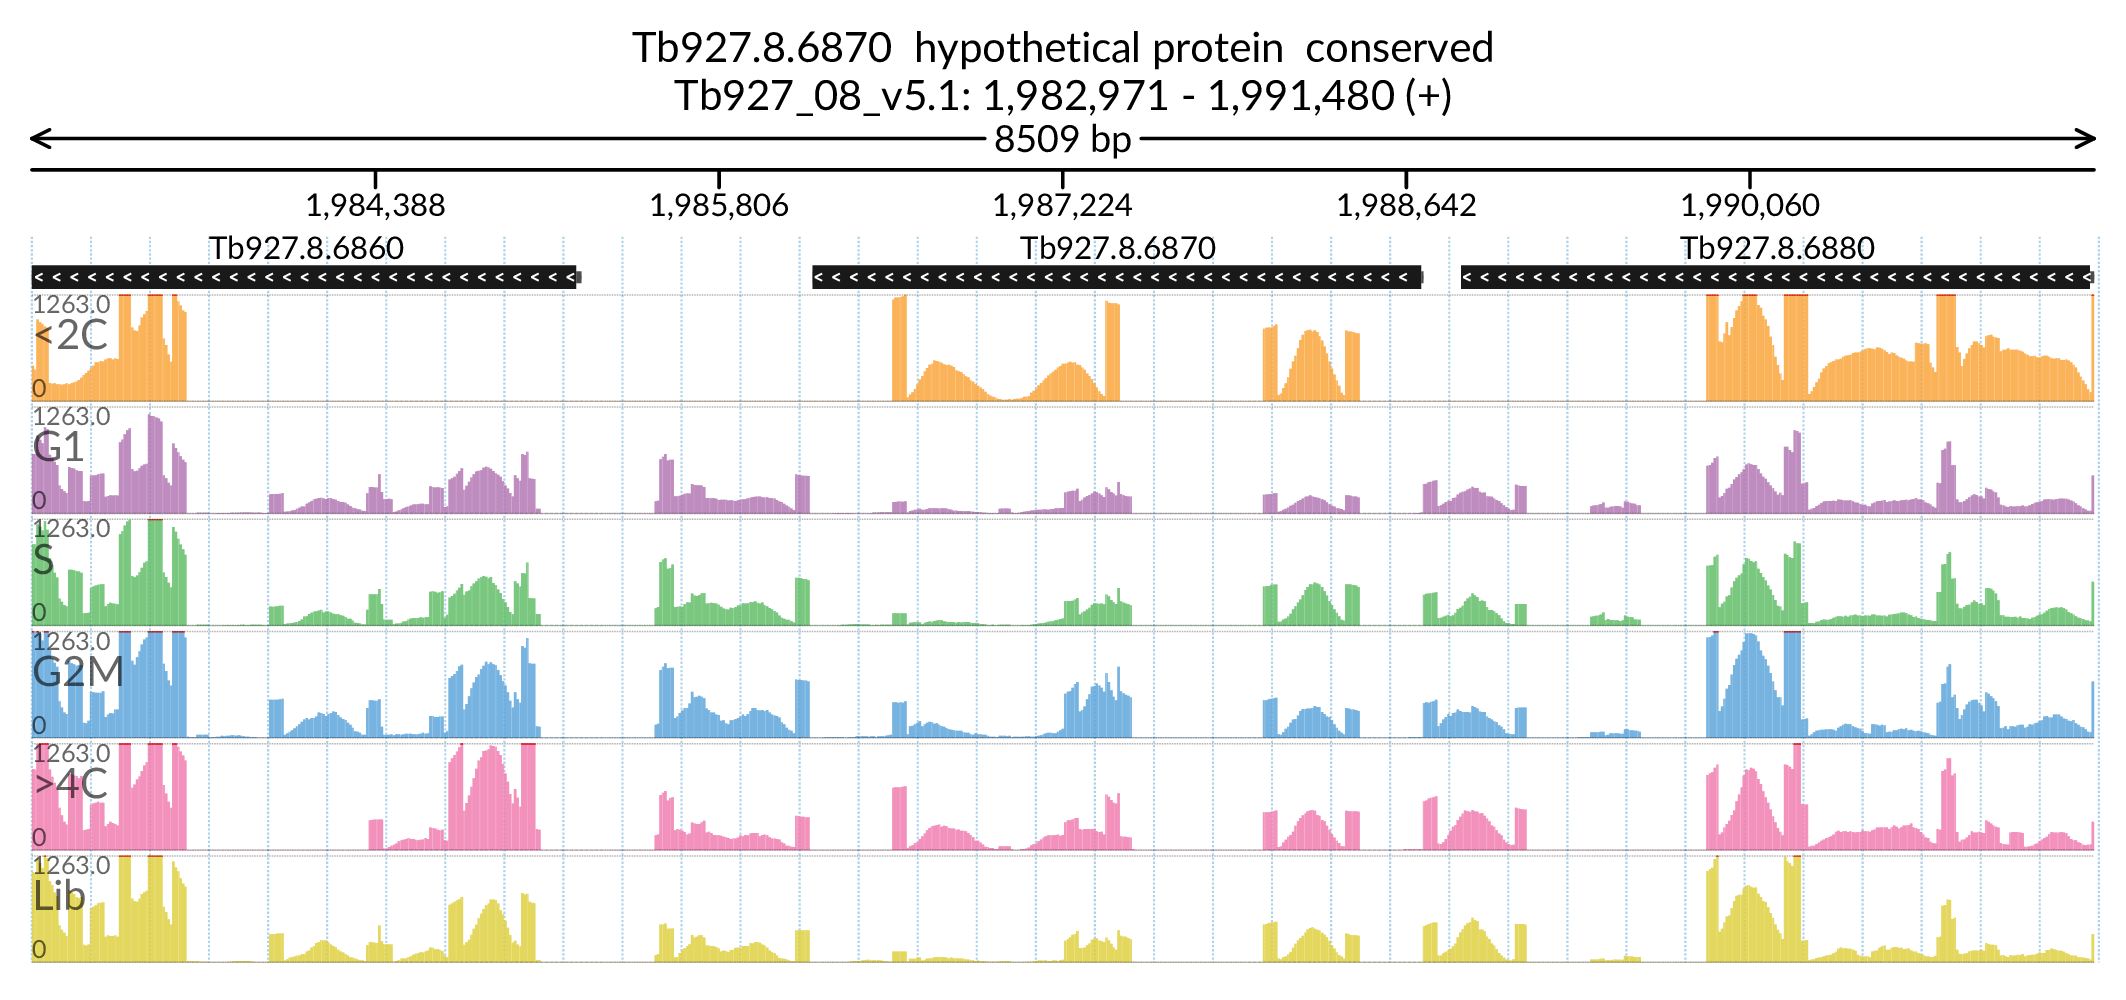 Tb927.8.6870  hypothetical protein  conserved
Tb927_08_v5.1: 1,982,971 - 1,991,480 (+)
8509 bp
1,984,388 1,985,806 1,987,224 1,988,642 1,990,060
Tb927.8.6860 Tb927.8.6870 Tb927.8.6880
1263.0
<2C
0
1263.0
G1
0
1263.0
S
0
1263.0
G2M
0
1263.0
>4C
0
1263.0
Lib
0